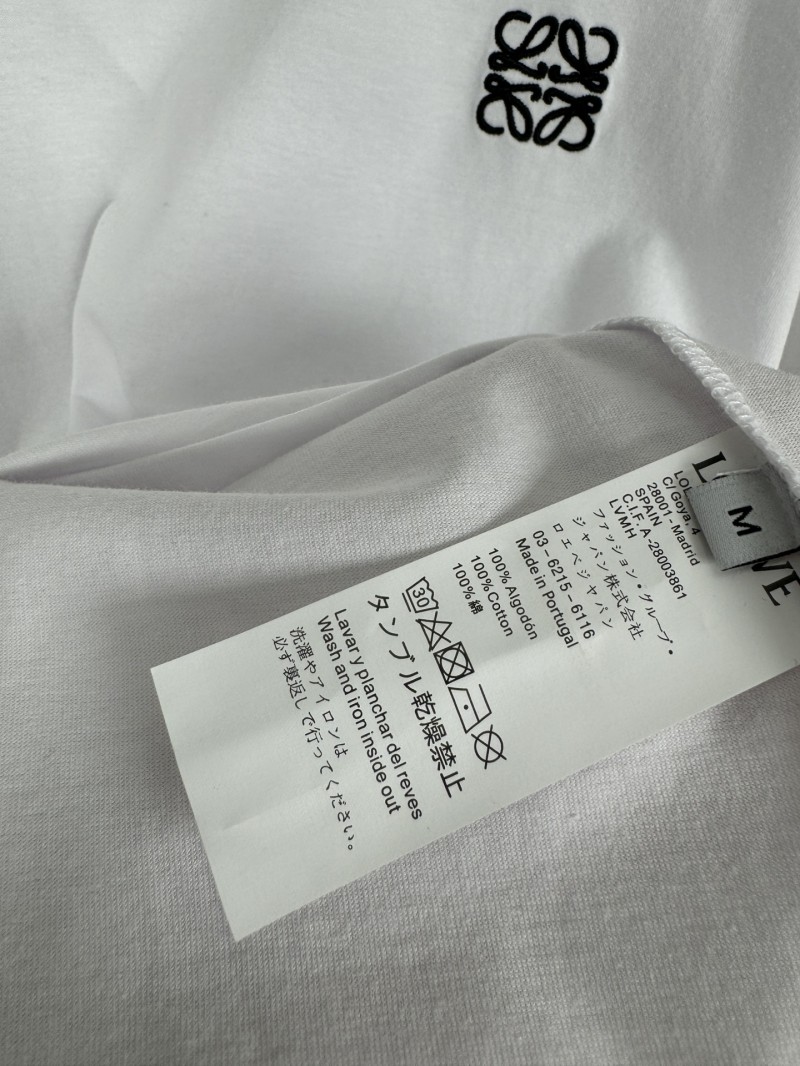 M
C/ Goya, 4
28001 - Madrid
SPAIN
C.I.F. A-28003861
LVMH
ファッション・グループ・
ジャパン株式会社
ロエベジャパン
03-6215-6116
Made in Portugal
100% Algodón
100% Cotton
100% 綿
30
タンブル乾燥禁止
Lavar y planchar del reves
Wash and iron inside out
洗濯やアイロンは
必ず裏返しで行ってください。